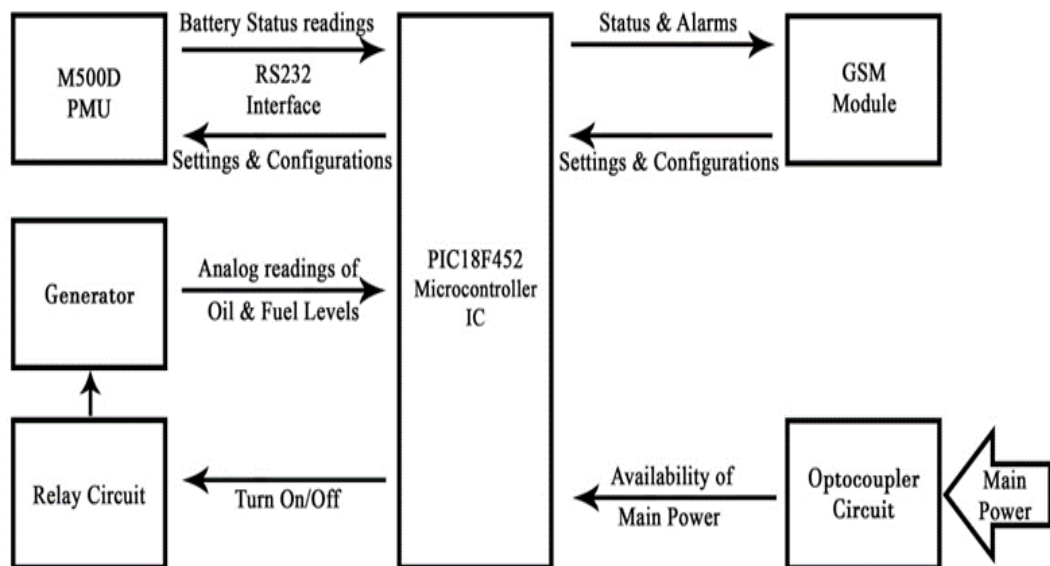 M500D
PMU
Battery Status readings
RS232
Interface
Settings & Configurations
Status & Alarms
Settings & Configurations
GSM
Module
Generator
Analog readings of
Oil & Fuel Levels
PIC18F452
Microcontroller
IC
Relay Circuit
Turn On/Off
Availability of
Main Power
Optocoupler
Circuit
Main
Power